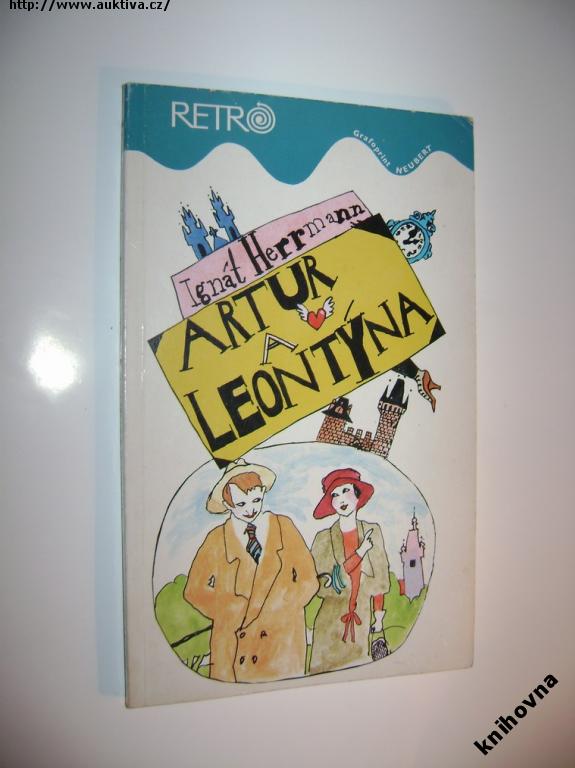 http://www.auktiva.cz/
RETRO
Grafoprint NEUBERT
Ignát Herrmann
ARTUR
A
LEONTÝNA
knihovna